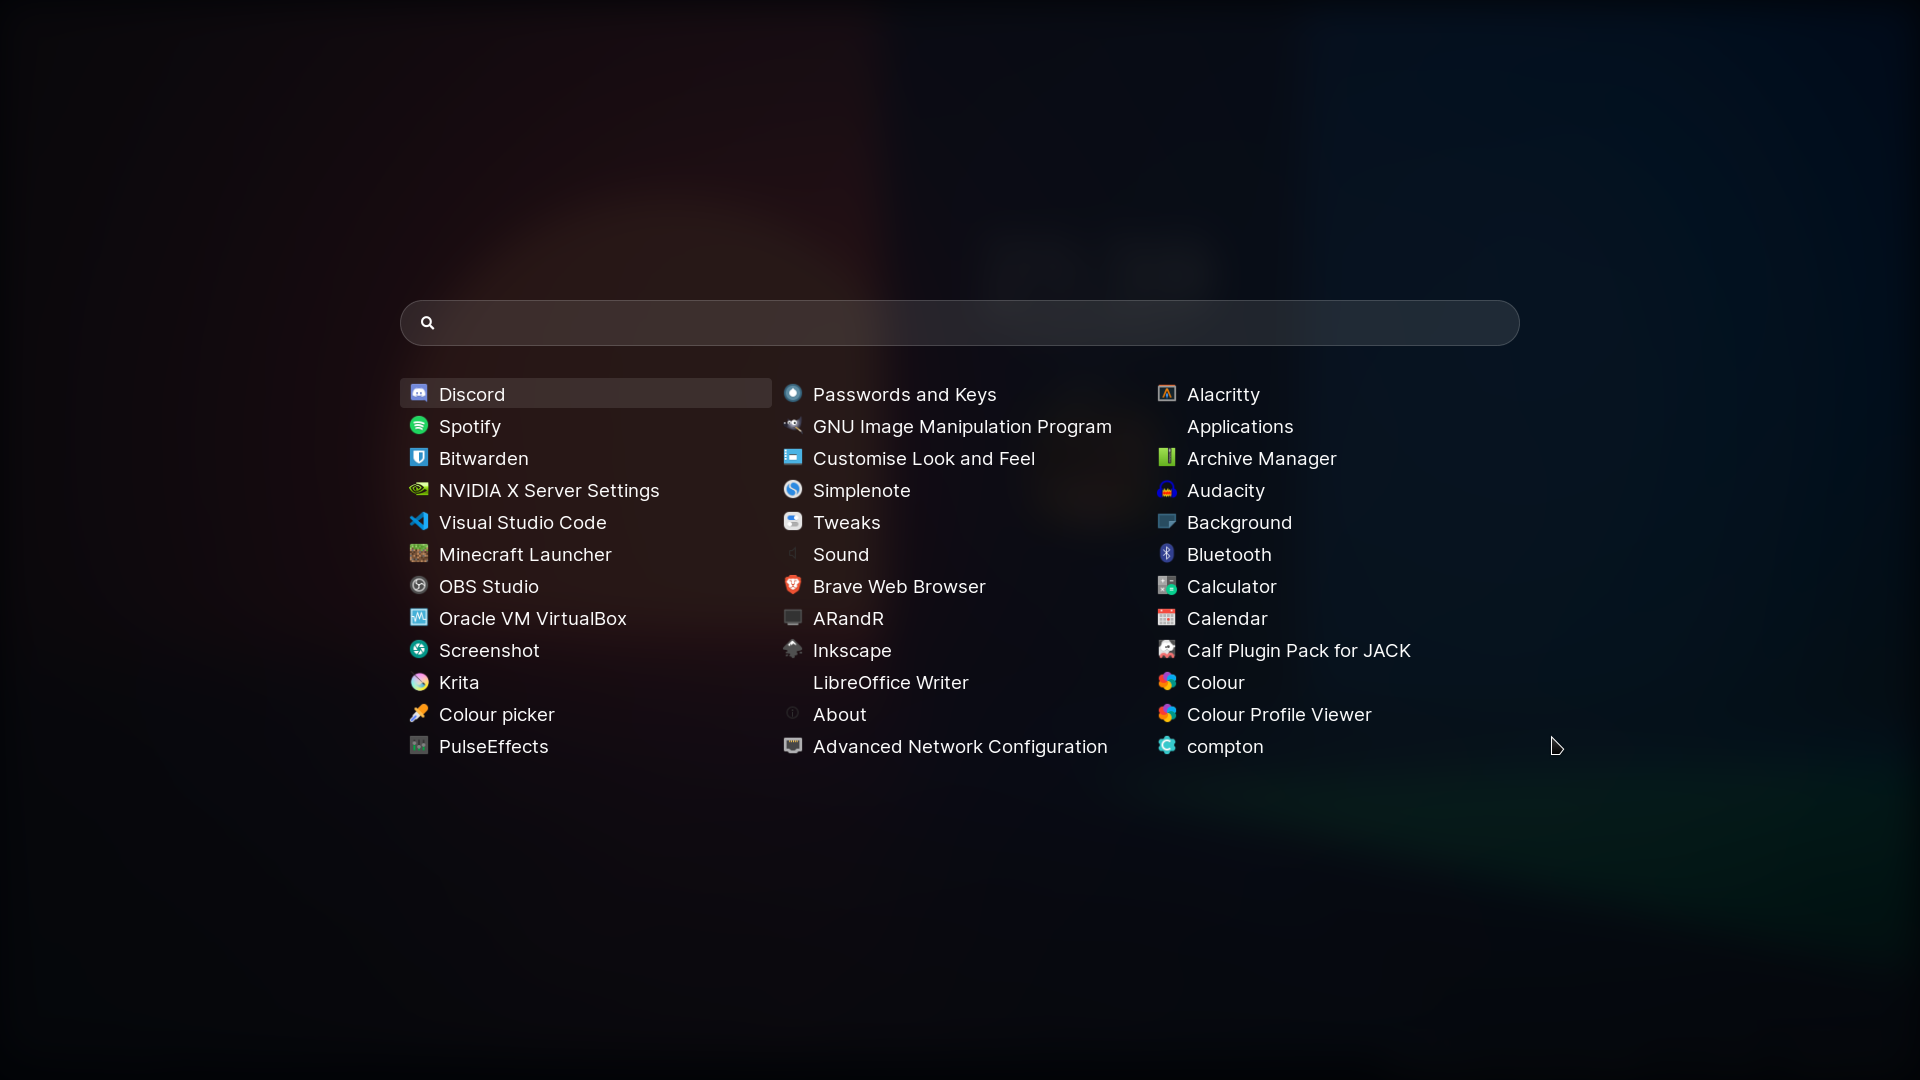 Discord
Spotify
Bitwarden
NVIDIA X Server Settings
Visual Studio Code
Minecraft Launcher
OBS Studio
Oracle VM VirtualBox
Screenshot
Krita
Colour picker
PulseEffects
Passwords and Keys
GNU Image Manipulation Program
Customise Look and Feel
Simplenote
Tweaks
Sound
Brave Web Browser
ARandR
Inkscape
LibreOffice Writer
About
Advanced Network Configuration
Alacritty
Applications
Archive Manager
Audacity
Background
Bluetooth
Calculator
Calendar
Calf Plugin Pack for JACK
Colour
Colour Profile Viewer
compton